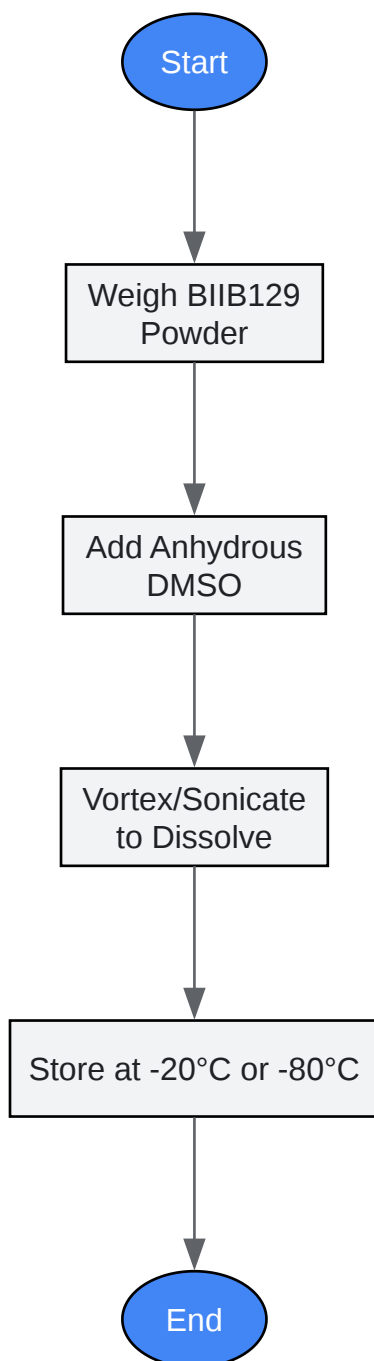 Start
Weigh BIIB129
Powder
Add Anhydrous
DMSO
Vortex/Sonicate
to Dissolve
Store at -20°C or -80°C
End